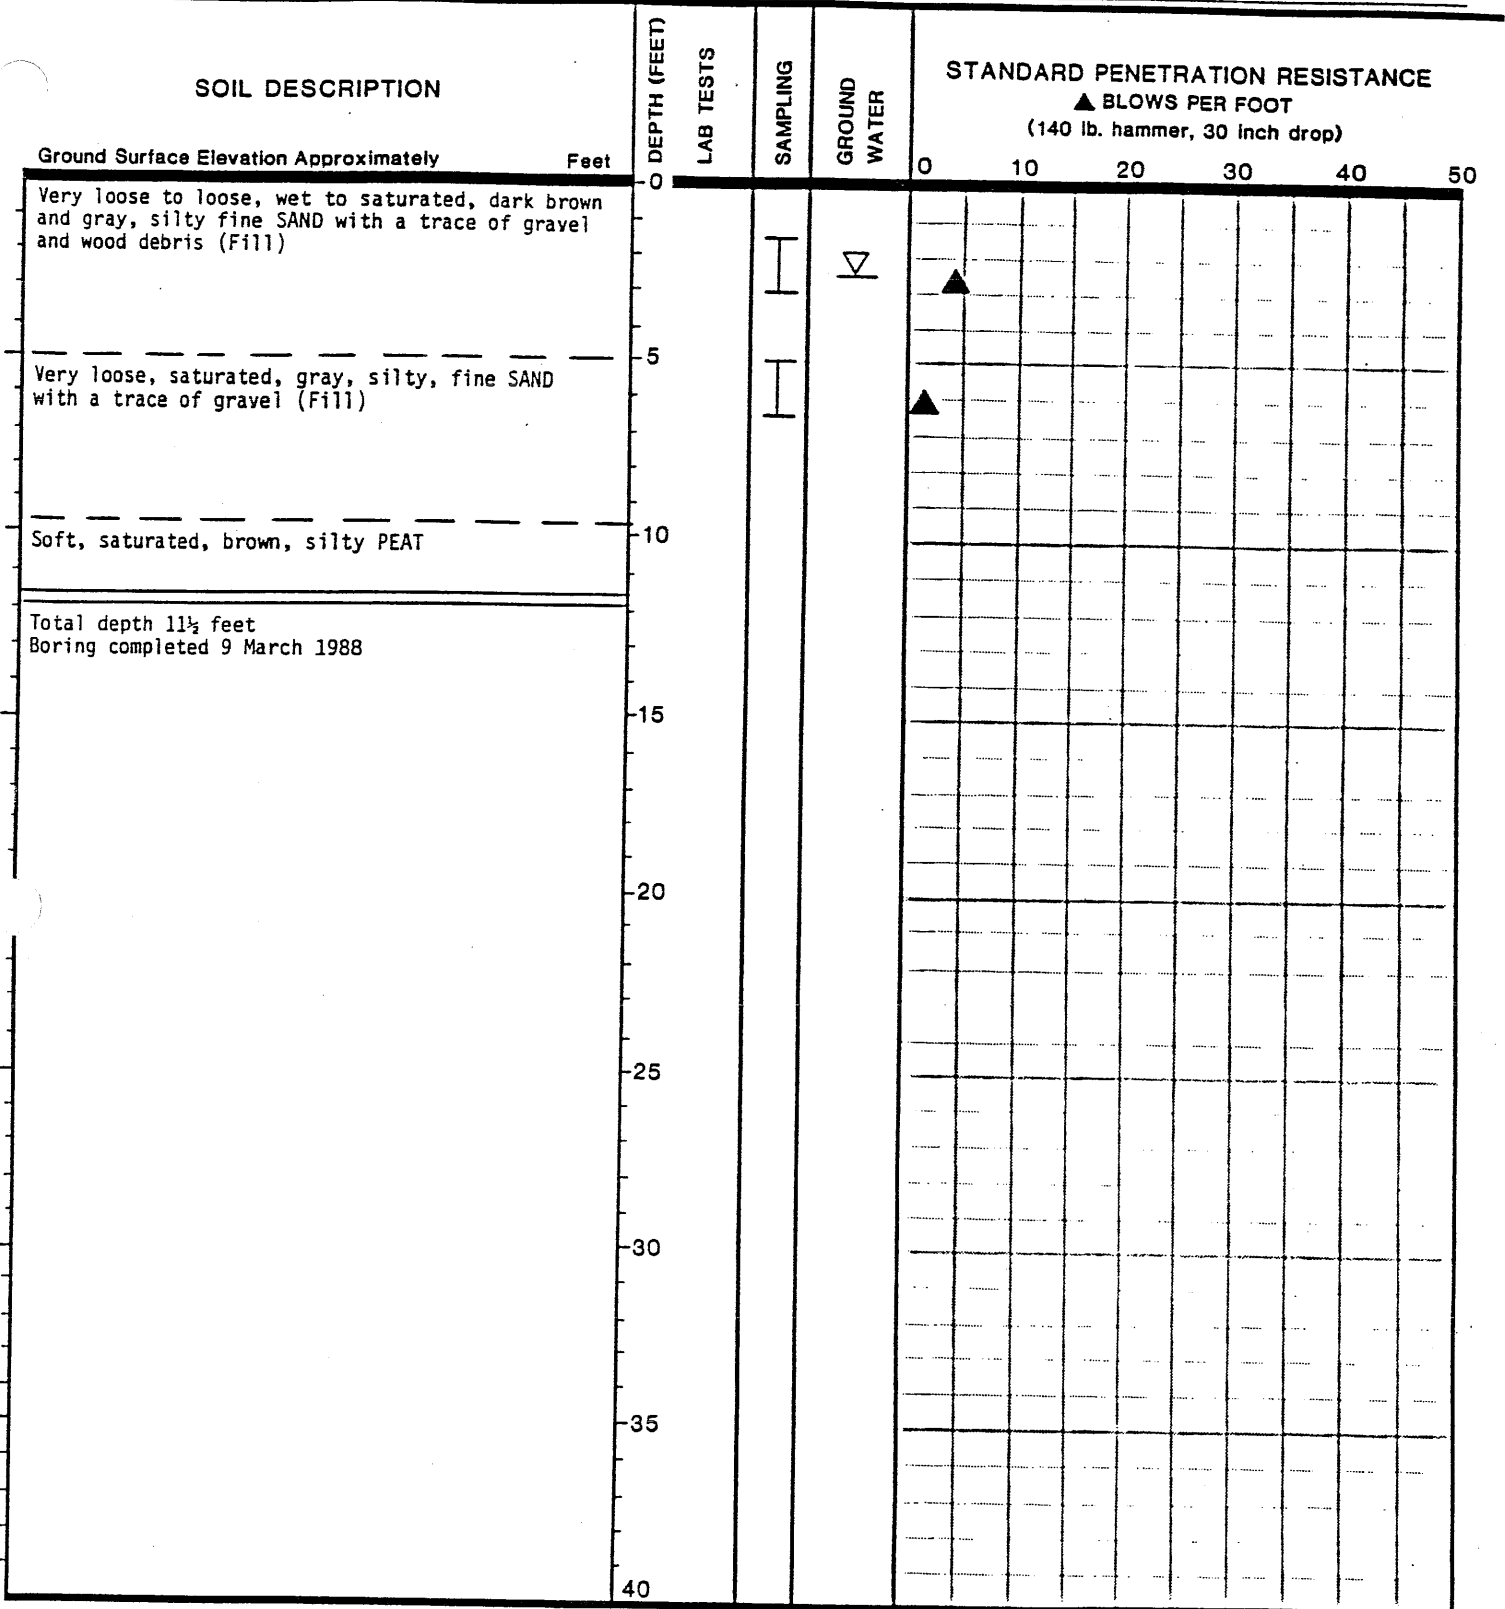 SOIL DESCRIPTION
Ground Surface Elevation Approximately Feet
DEPTH (FEET)
LAB TESTS
SAMPLING
GROUND
WATER
STANDARD PENETRATION RESISTANCE
▲ BLOWS PER FOOT
(140 lb. hammer, 30 inch drop)
0 10 20 30 40 50
0
Very loose to loose, wet to saturated, dark brown
and gray, silty fine SAND with a trace of gravel
and wood debris (Fill)
5
Very loose, saturated, gray, silty, fine SAND
with a trace of gravel (Fill)
10
Soft, saturated, brown, silty PEAT
Total depth 11½ feet
Boring completed 9 March 1988
15
20
25
30
35
40